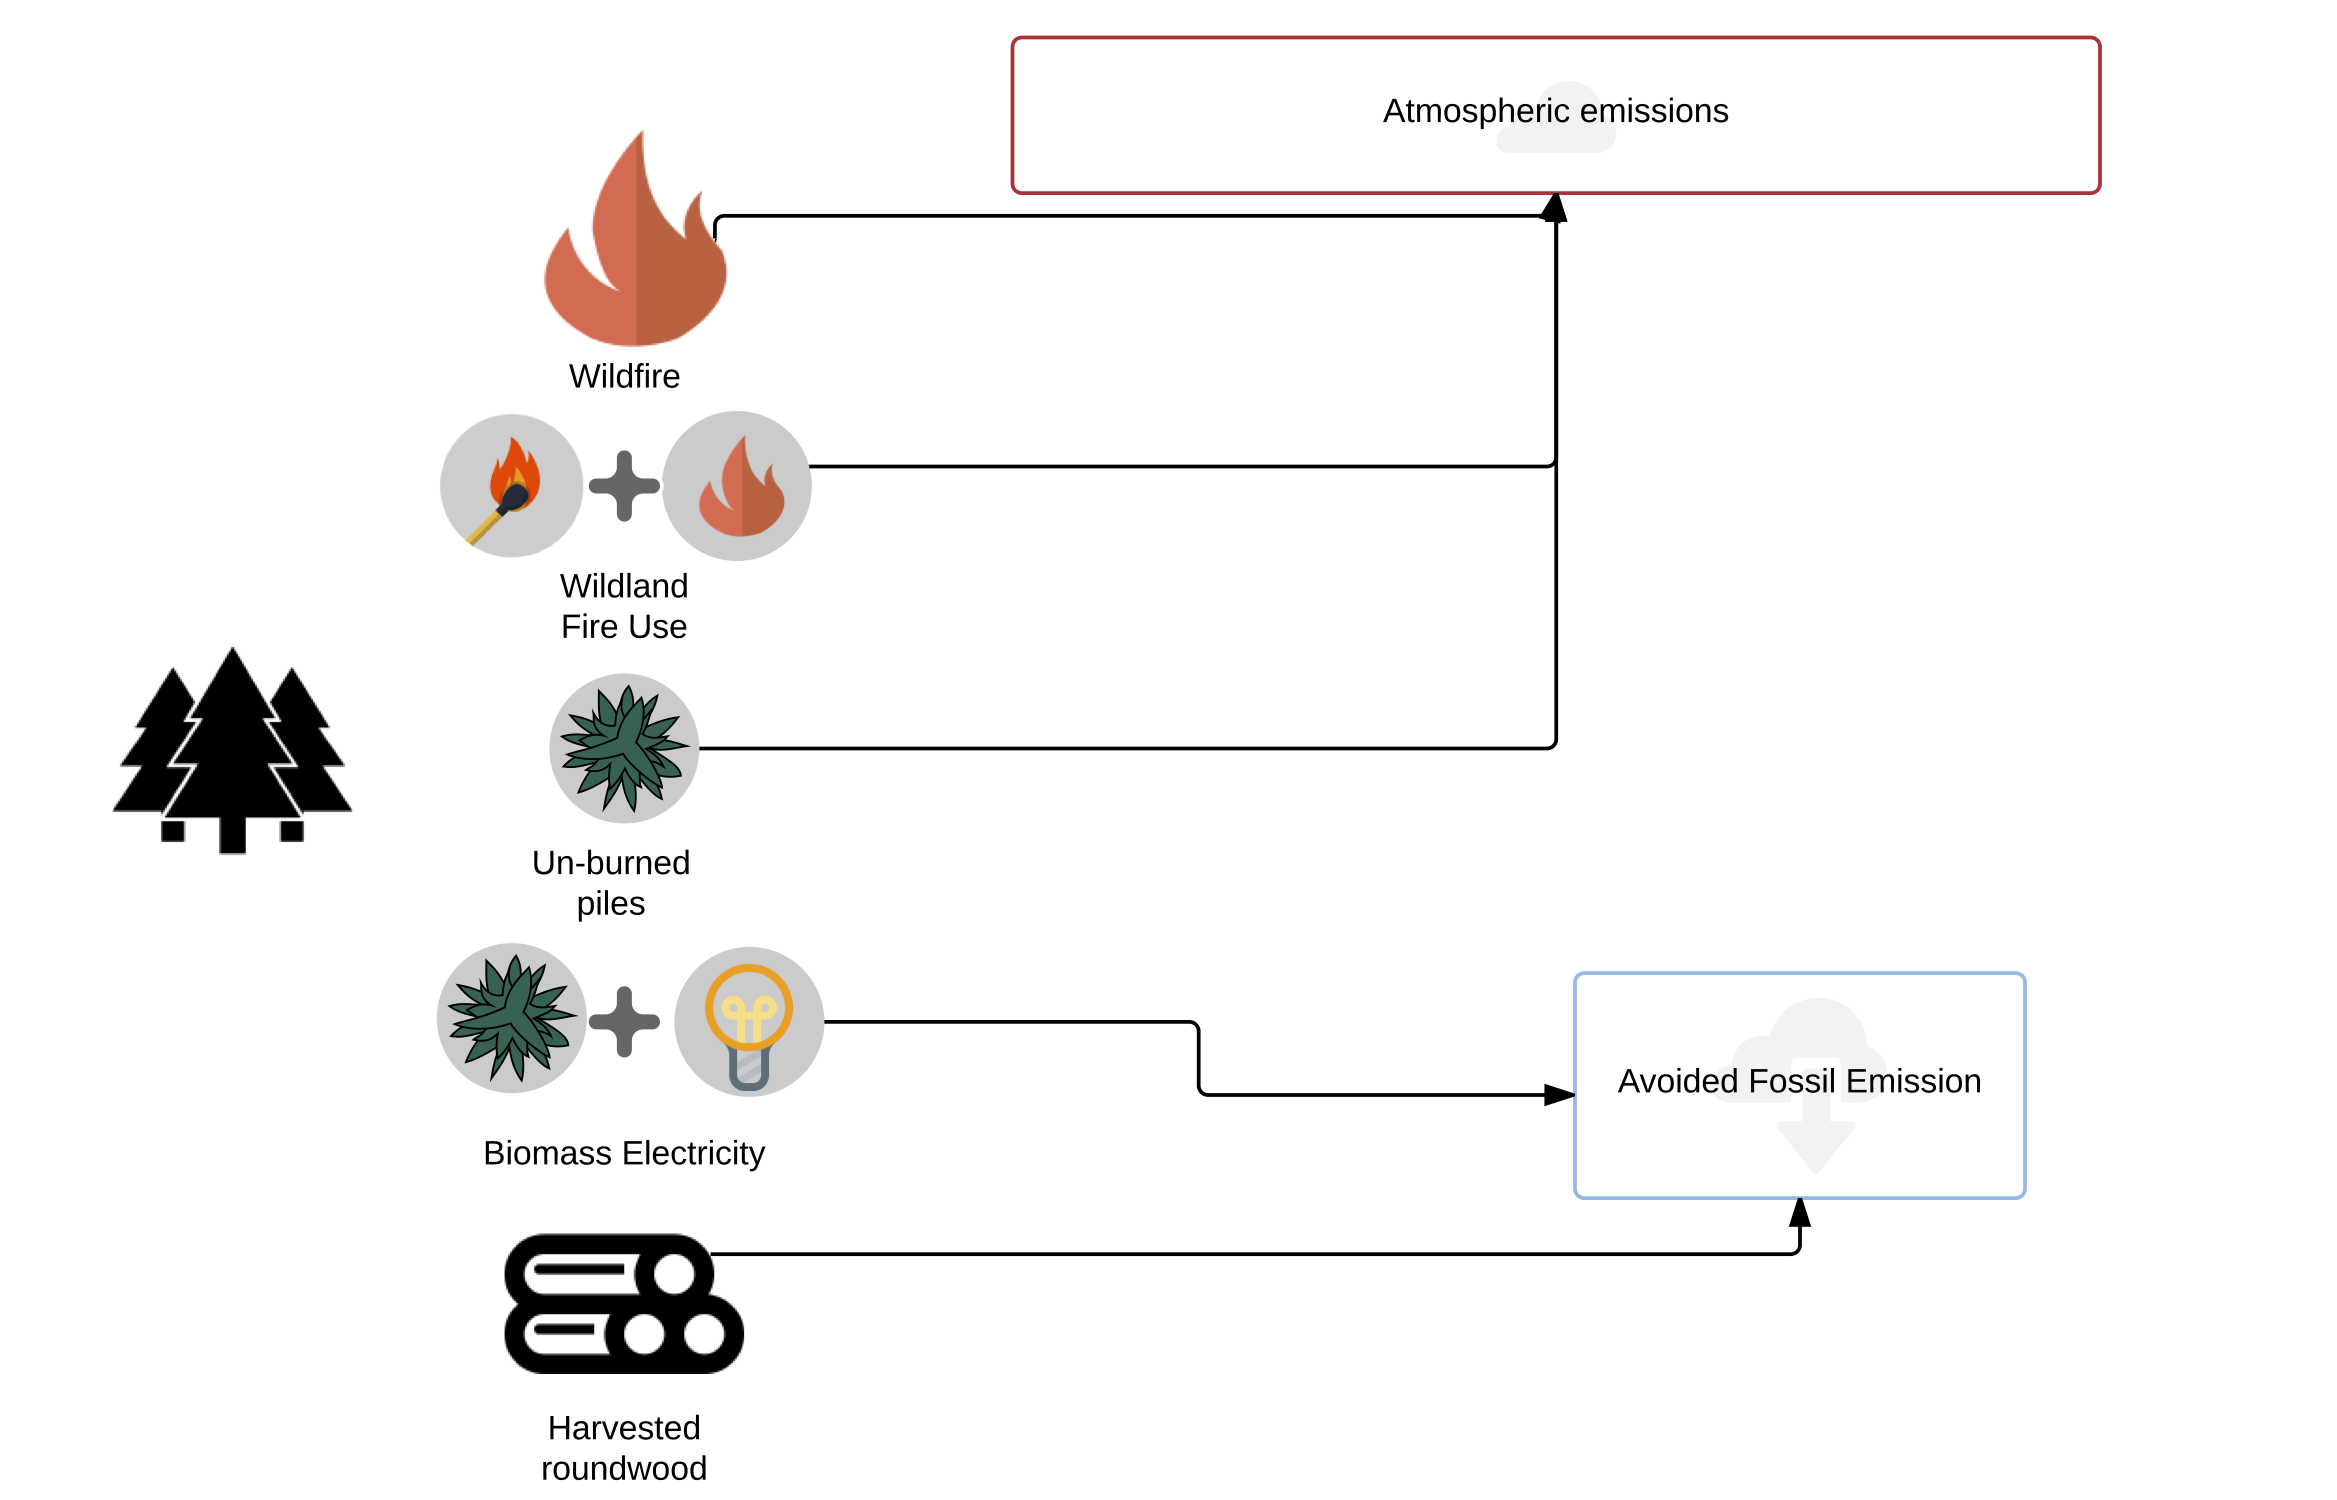 Atmospheric emissions
Wildfire
Wildland
Fire Use
Un-burned
piles
Avoided Fossil Emission
Biomass Electricity
Harvested
roundwood